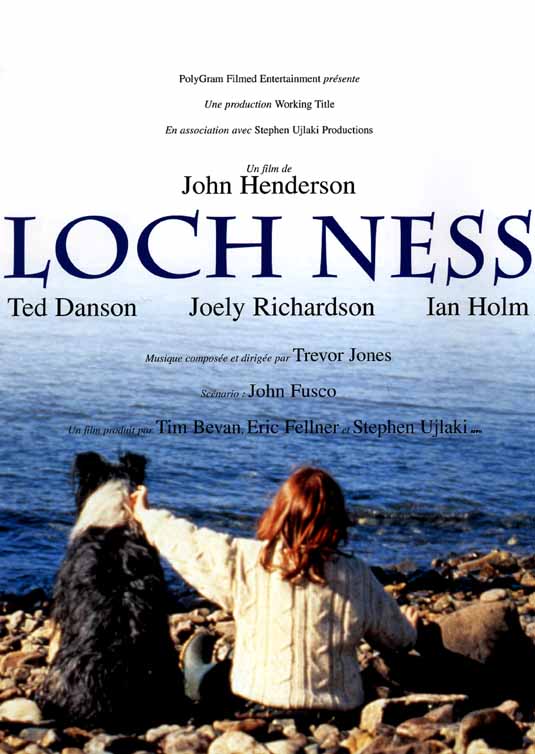 PolyGram Filmed Entertainment présente
Une production Working Title
En association avec Stephen Ujlaki Productions
Un film de
John Henderson
LOCH NESS
Ted Danson Joely Richardson Ian Holm
Musique composée et dirigée par Trevor Jones
Scénario : John Fusco
Un film produit par Tim Bevan, Eric Fellner et Stephen Ujlaki